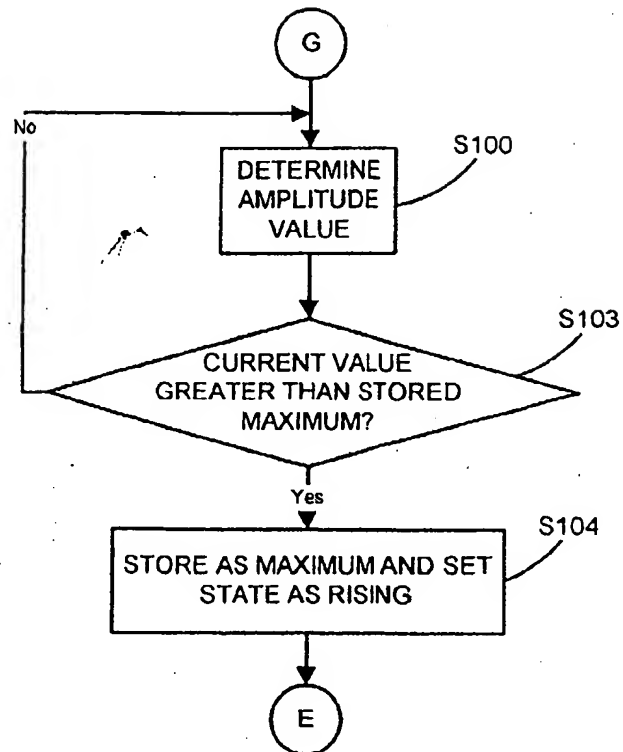 G
No
S100
DETERMINE
AMPLITUDE
VALUE
S103
CURRENT VALUE
GREATER THAN STORED
MAXIMUM?
Yes
S104
STORE AS MAXIMUM AND SET
STATE AS RISING
E